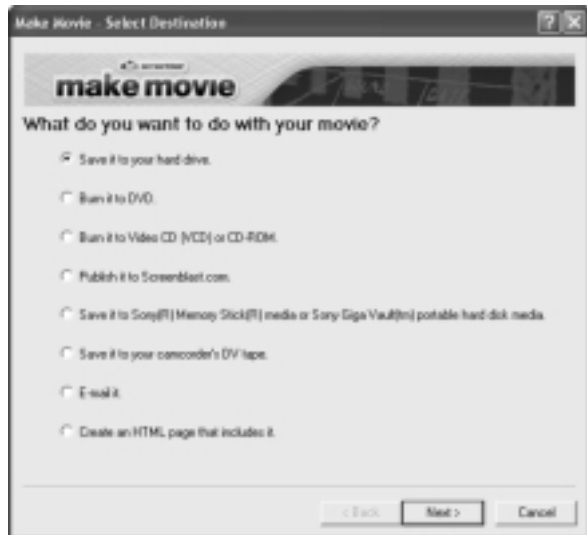 Make Movie - Select Destination
make movie
What do you want to do with your movie?
Save it to your hard drive.
Burn it to DVD.
Burn it to Video CD (VCD) or CD-ROM.
Publish it to Screenblast.com.
Save it to Sony(R) Memory Stick(R) media or Sony Giga Vault(tm) portable hard disk media.
Save it to your camcorder's DV tape.
E-mail it.
Create an HTML page that includes it.
< Back
Next >
Cancel